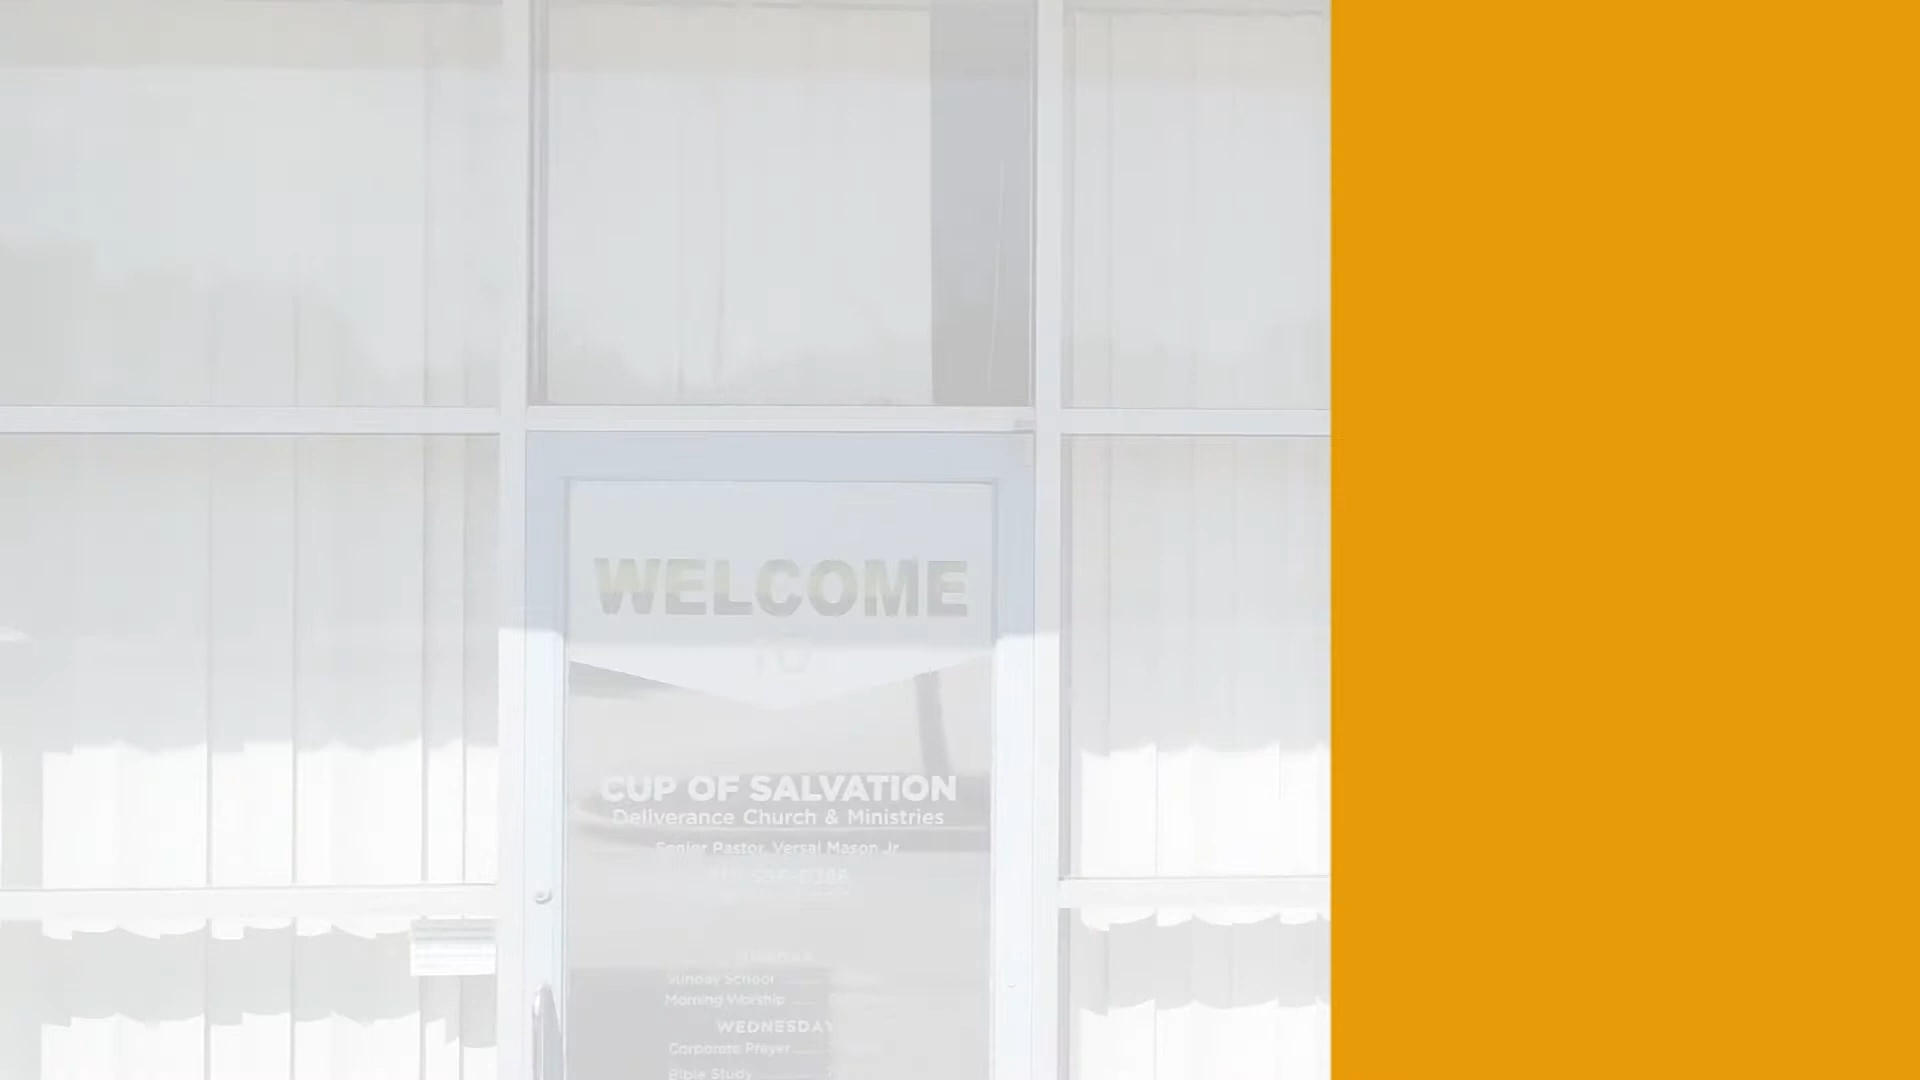 WELCOME
TO
CUP OF SALVATION
Deliverance Church & Ministries
Senior Pastor, Versal Mason Jr
Sunday School
Morning Worship
WEDNESDAY
Corporate Prayer
Bible Study